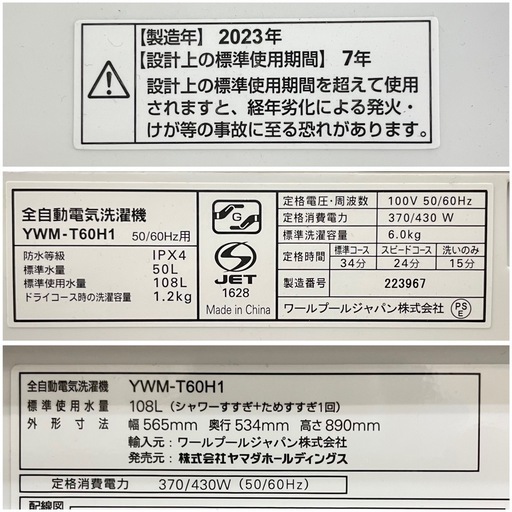 【製造年】2023年
【設計上の標準使用期間】7年
設計上の標準使用期間を超えて使用
されますと、経年劣化による発火・
けが等の事故に至る恐れがあります。
全自動電気洗濯機
YWM-T60H1 50/60Hz用
防水等級 IPX4
標準水量 50L
標準使用水量 108L
ドライコース時の洗濯容量 1.2kg
G
S
JET
1628
Made in China
定格電圧・周波数 100V 50/60Hz
定格消費電力 370/430 W
標準洗濯容量 6.0kg
定格時間 標準コース スピードコース 洗いのみ
34分 24分 15分
製造番号 223967
ワールプールジャパン株式会社
PS
E
全自動電気洗濯機 YWM-T60H1
標準使用水量 108L(シャワーすすぎ+ためすすぎ1回)
外形寸法 幅 565mm 奥行 534mm 高さ 890mm
輸入元:ワールプールジャパン株式会社
発売元:株式会社ヤマダホールディングス
定格消費電力 370/430W(50/60Hz)
配線図